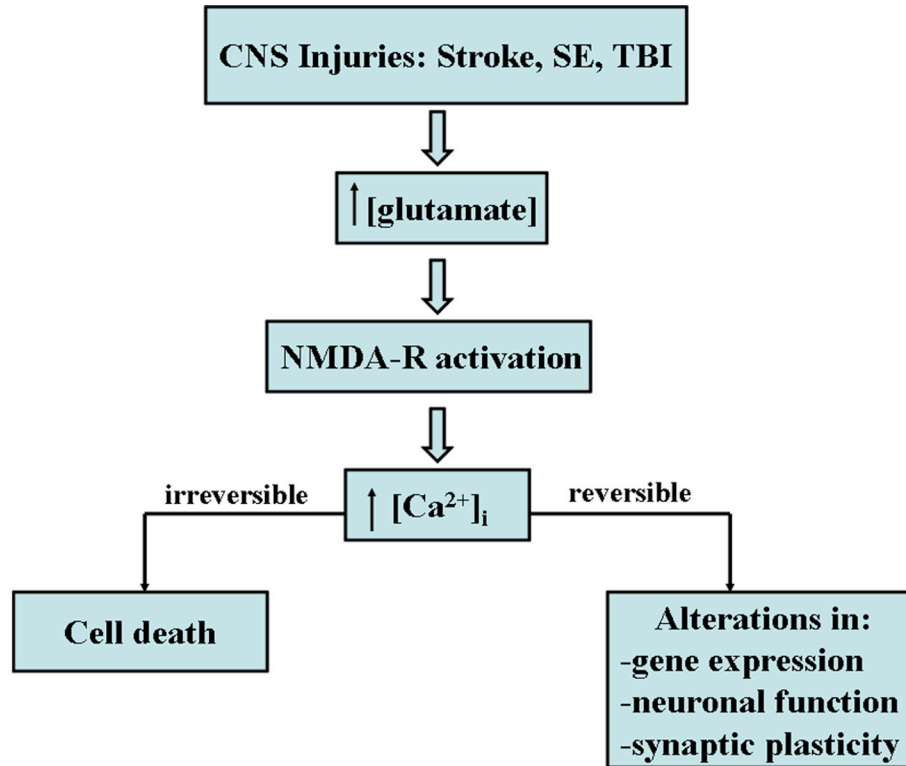 CNS Injuries: Stroke, SE, TBI
↑[glutamate]
NMDA-R activation
irreversible
↑ [Ca²⁺]ᵢ
reversible
Cell death
Alterations in:
-gene expression
-neuronal function
-synaptic plasticity